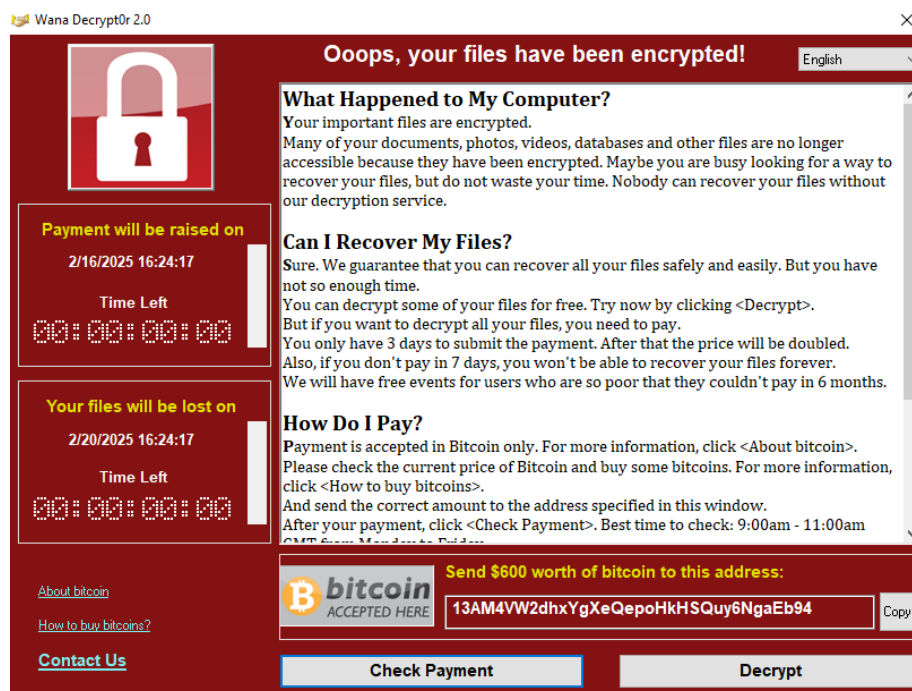 Wana Decrypt0r 2.0
Ooops, your files have been encrypted!
English
What Happened to My Computer?
Your important files are encrypted.
Many of your documents, photos, videos, databases and other files are no longer
accessible because they have been encrypted. Maybe you are busy looking for a way to
recover your files, but do not waste your time. Nobody can recover your files without
our decryption service.
Can I Recover My Files?
Sure. We guarantee that you can recover all your files safely and easily. But you have
not so enough time.
You can decrypt some of your files for free. Try now by clicking <Decrypt>.
But if you want to decrypt all your files, you need to pay.
You only have 3 days to submit the payment. After that the price will be doubled.
Also, if you don't pay in 7 days, you won't be able to recover your files forever.
We will have free events for users who are so poor that they couldn't pay in 6 months.
How Do I Pay?
Payment is accepted in Bitcoin only. For more information, click <About bitcoin>.
Please check the current price of Bitcoin and buy some bitcoins. For more information,
click <How to buy bitcoins>.
And send the correct amount to the address specified in this window.
After your payment, click <Check Payment>. Best time to check: 9:00am - 11:00am
GMT from Monday to Friday
Payment will be raised on
2/16/2025 16:24:17
Time Left
00:00:00:00
Your files will be lost on
2/20/2025 16:24:17
Time Left
00:00:00:00
About bitcoin
How to buy bitcoins?
Contact Us
bitcoin
ACCEPTED HERE
Send $600 worth of bitcoin to this address:
13AM4VW2dhxYgXeQepoHkHSQuy6NgaEb94
Copy
Check Payment
Decrypt